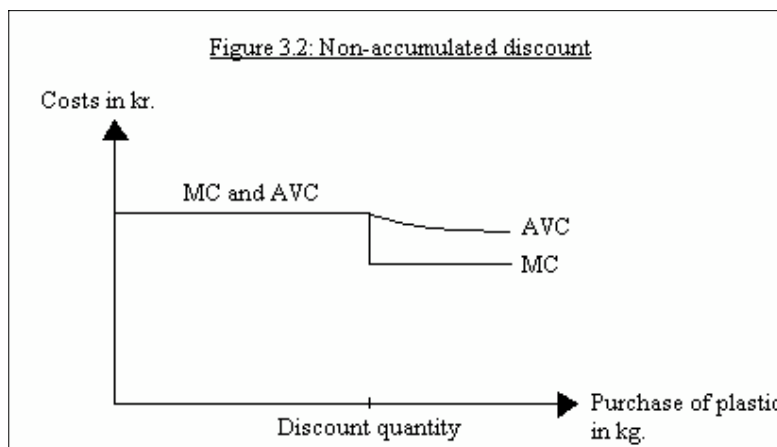 Figure 3.2: Non-accumulated discount
Costs in kr.
MC and AVC
AVC
MC
Discount quantity
Purchase of plastic
in kg.